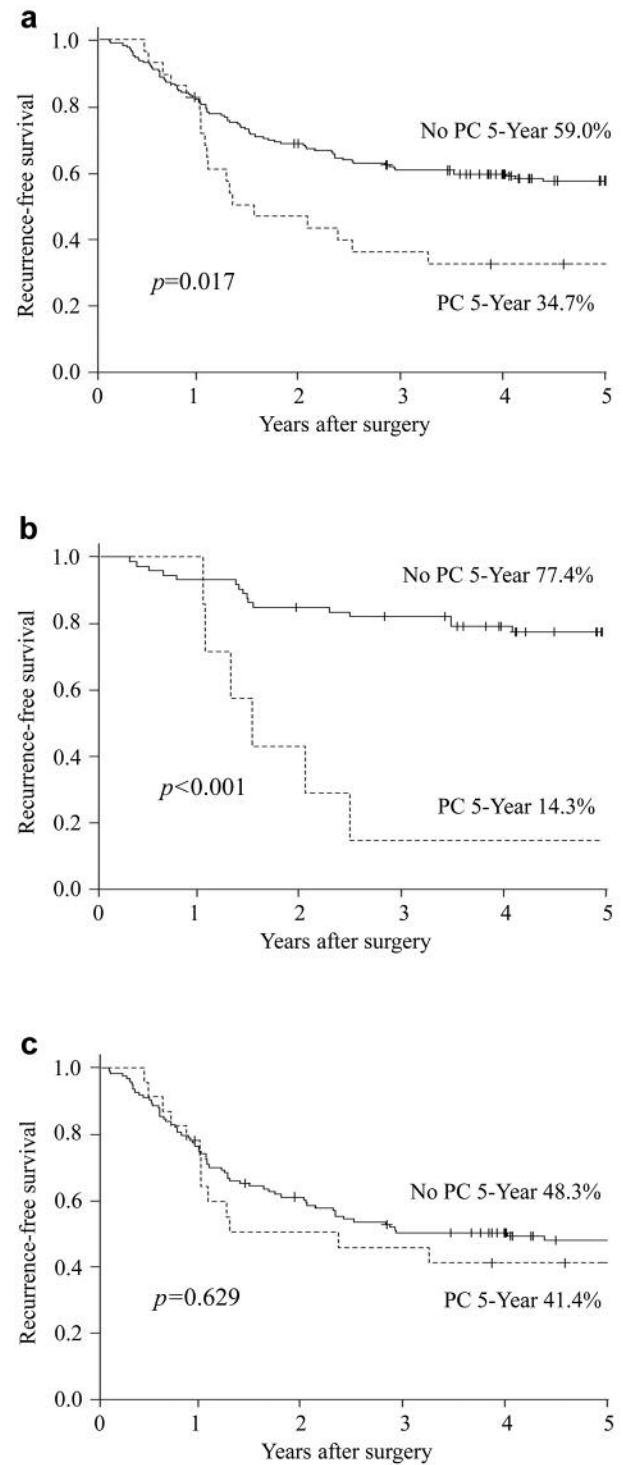 a
1.0
No PC 5-Year 59.0%
0.8
0.6
0.4
p=0.017
PC 5-Year 34.7%
0.2
0.0
0 1 2 3 4 5
Years after surgery
Recurrence-free survival
b
1.0
No PC 5-Year 77.4%
0.8
0.6
0.4
p<0.001
PC 5-Year 14.3%
0.2
0.0
0 1 2 3 4 5
Years after surgery
Recurrence-free survival
c
1.0
0.8
No PC 5-Year 48.3%
0.6
0.4
p=0.629
PC 5-Year 41.4%
0.2
0.0
0 1 2 3 4 5
Years after surgery
Recurrence-free survival